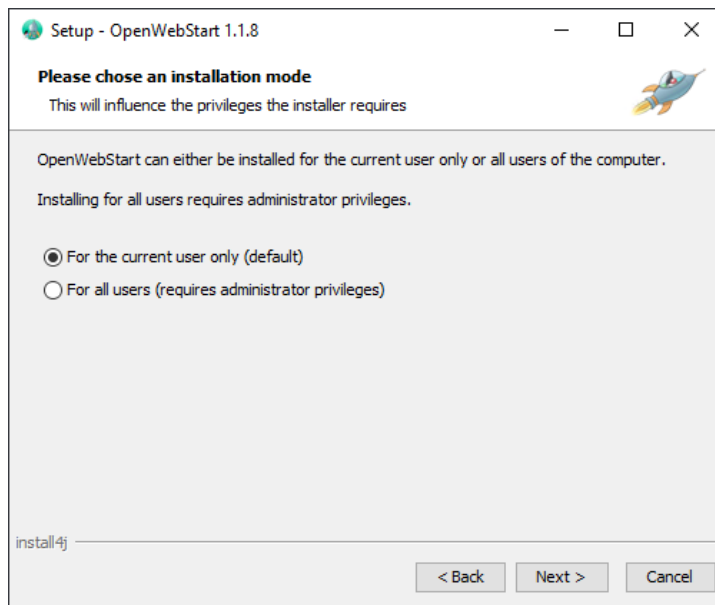 Setup - OpenWebStart 1.1.8
Please chose an installation mode
This will influence the privileges the installer requires
OpenWebStart can either be installed for the current user only or all users of the computer.
Installing for all users requires administrator privileges.
For the current user only (default)
For all users (requires administrator privileges)
install4j
< Back
Next >
Cancel